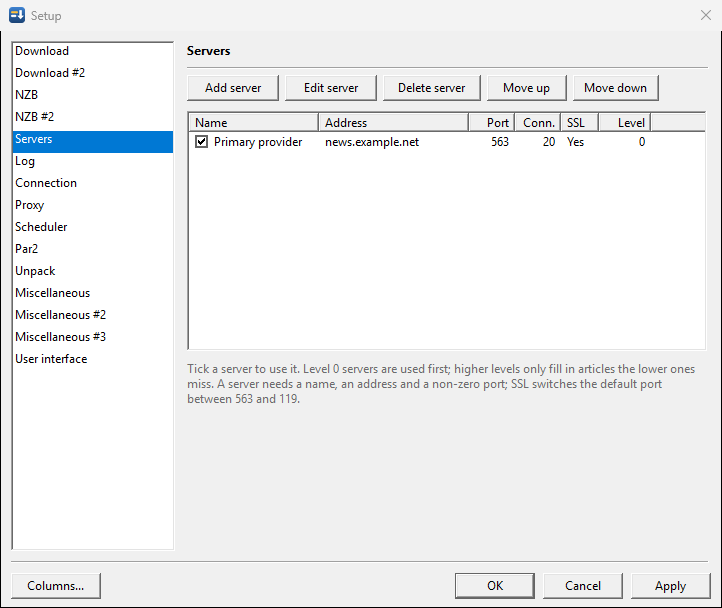 Setup
Download
Download #2
NZB
NZB #2
Servers
Log
Connection
Proxy
Scheduler
Par2
Unpack
Miscellaneous
Miscellaneous #2
Miscellaneous #3
User interface
Servers
Add server Edit server Delete server Move up Move down
Name Address Port Conn. SSL Level
Primary provider news.example.net 563 20 Yes 0
Tick a server to use it. Level 0 servers are used first; higher levels only fill in articles the lower ones
miss. A server needs a name, an address and a non-zero port; SSL switches the default port
between 563 and 119.
Columns... OK Cancel Apply